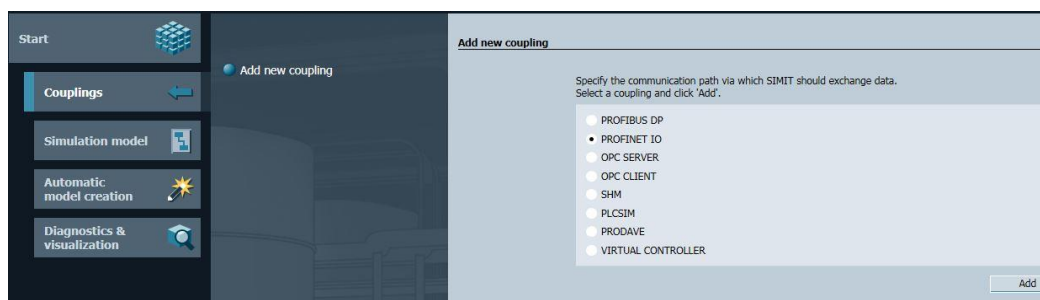 Start
Couplings
Simulation model
Automatic
model creation
Diagnostics &
visualization
Add new coupling
Add new coupling
Specify the communication path via which SIMIT should exchange data.
Select a coupling and click 'Add'.
PROFIBUS DP
PROFINET IO
OPC SERVER
OPC CLIENT
SHM
PLCSIM
PRODAVE
VIRTUAL CONTROLLER
Add